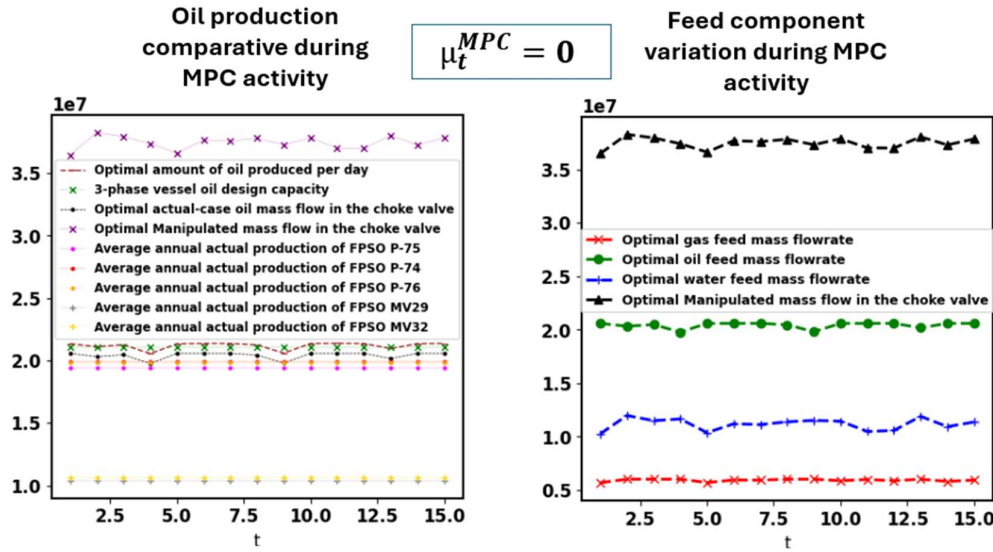 Oil production
comparative during
MPC activity
μ_t^MPC = 0
Feed component
variation during MPC
activity
1e7
3.5
3.0
2.5
2.0
1.5
1.0
Optimal amount of oil produced per day
3-phase vessel oil design capacity
Optimal actual-case oil mass flow in the choke valve
Optimal Manipulated mass flow in the choke valve
Average annual actual production of FPSO P-75
Average annual actual production of FPSO P-74
Average annual actual production of FPSO P-76
Average annual actual production of FPSO MV29
Average annual actual production of FPSO MV32
2.5 5.0 7.5 10.0 12.5 15.0
t
1e7
3.5
3.0
2.5
2.0
1.5
1.0
0.5
Optimal gas feed mass flowrate
Optimal oil feed mass flowrate
Optimal water feed mass flowrate
Optimal Manipulated mass flow in the choke valve
2.5 5.0 7.5 10.0 12.5 15.0
t